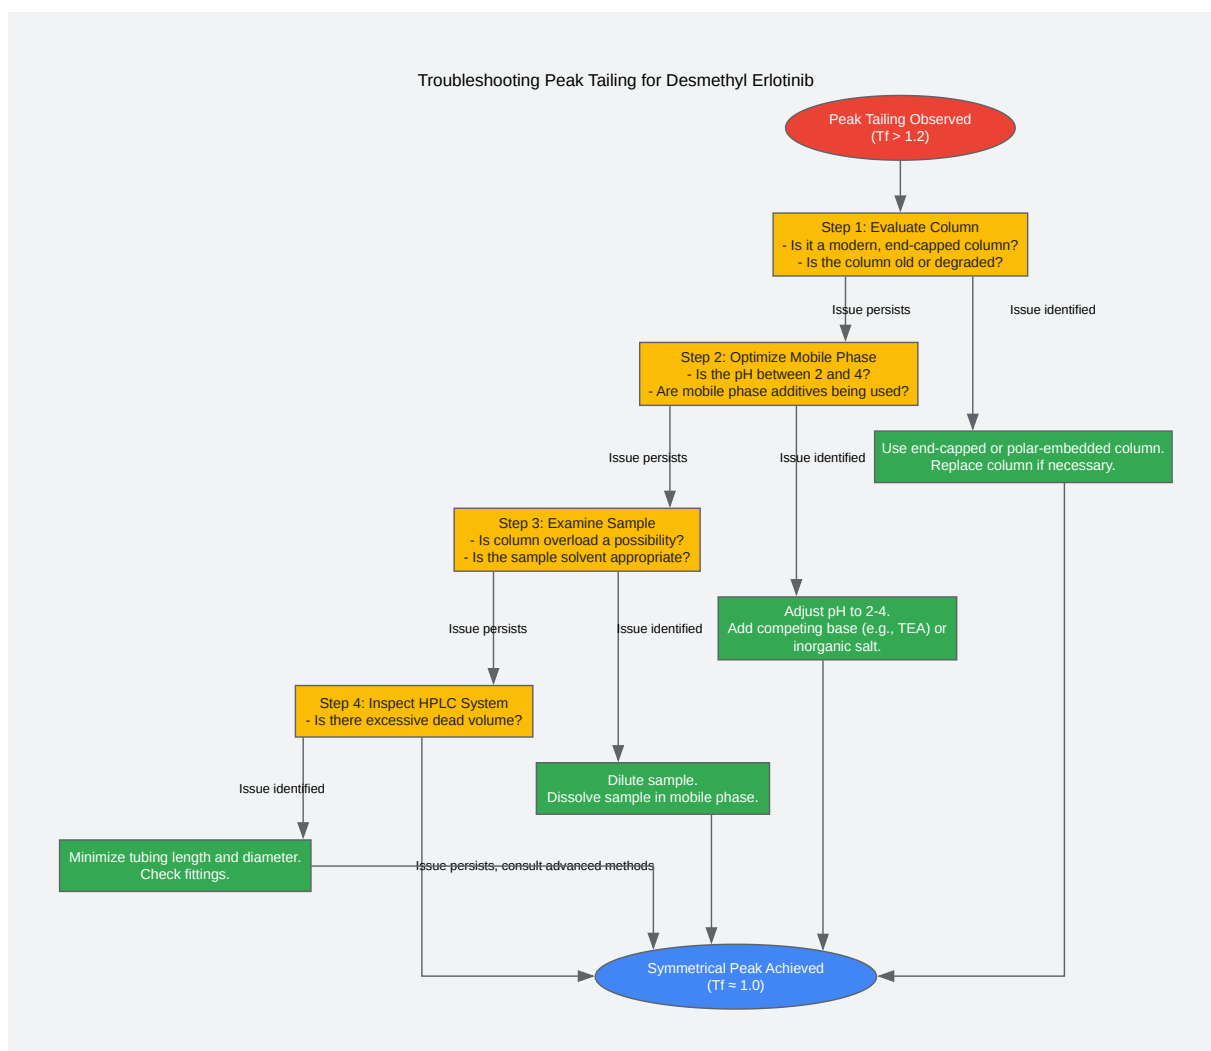 Troubleshooting Peak Tailing for Desmethyl Erlotinib
Peak Tailing Observed
(Tf > 1.2)
Step 1: Evaluate Column
- Is it a modern, end-capped column?
- Is the column old or degraded?
Issue persists
Issue identified
Step 2: Optimize Mobile Phase
- Is the pH between 2 and 4?
- Are mobile phase additives being used?
Use end-capped or polar-embedded column.
Replace column if necessary.
Issue persists
Issue identified
Step 3: Examine Sample
- Is column overload a possibility?
- Is the sample solvent appropriate?
Adjust pH to 2-4.
Add competing base (e.g., TEA) or
inorganic salt.
Issue persists
Issue identified
Step 4: Inspect HPLC System
- Is there excessive dead volume?
Dilute sample.
Dissolve sample in mobile phase.
Issue identified
Minimize tubing length and diameter.
Check fittings.
Issue persists, consult advanced methods
Symmetrical Peak Achieved
(Tf ≈ 1.0)